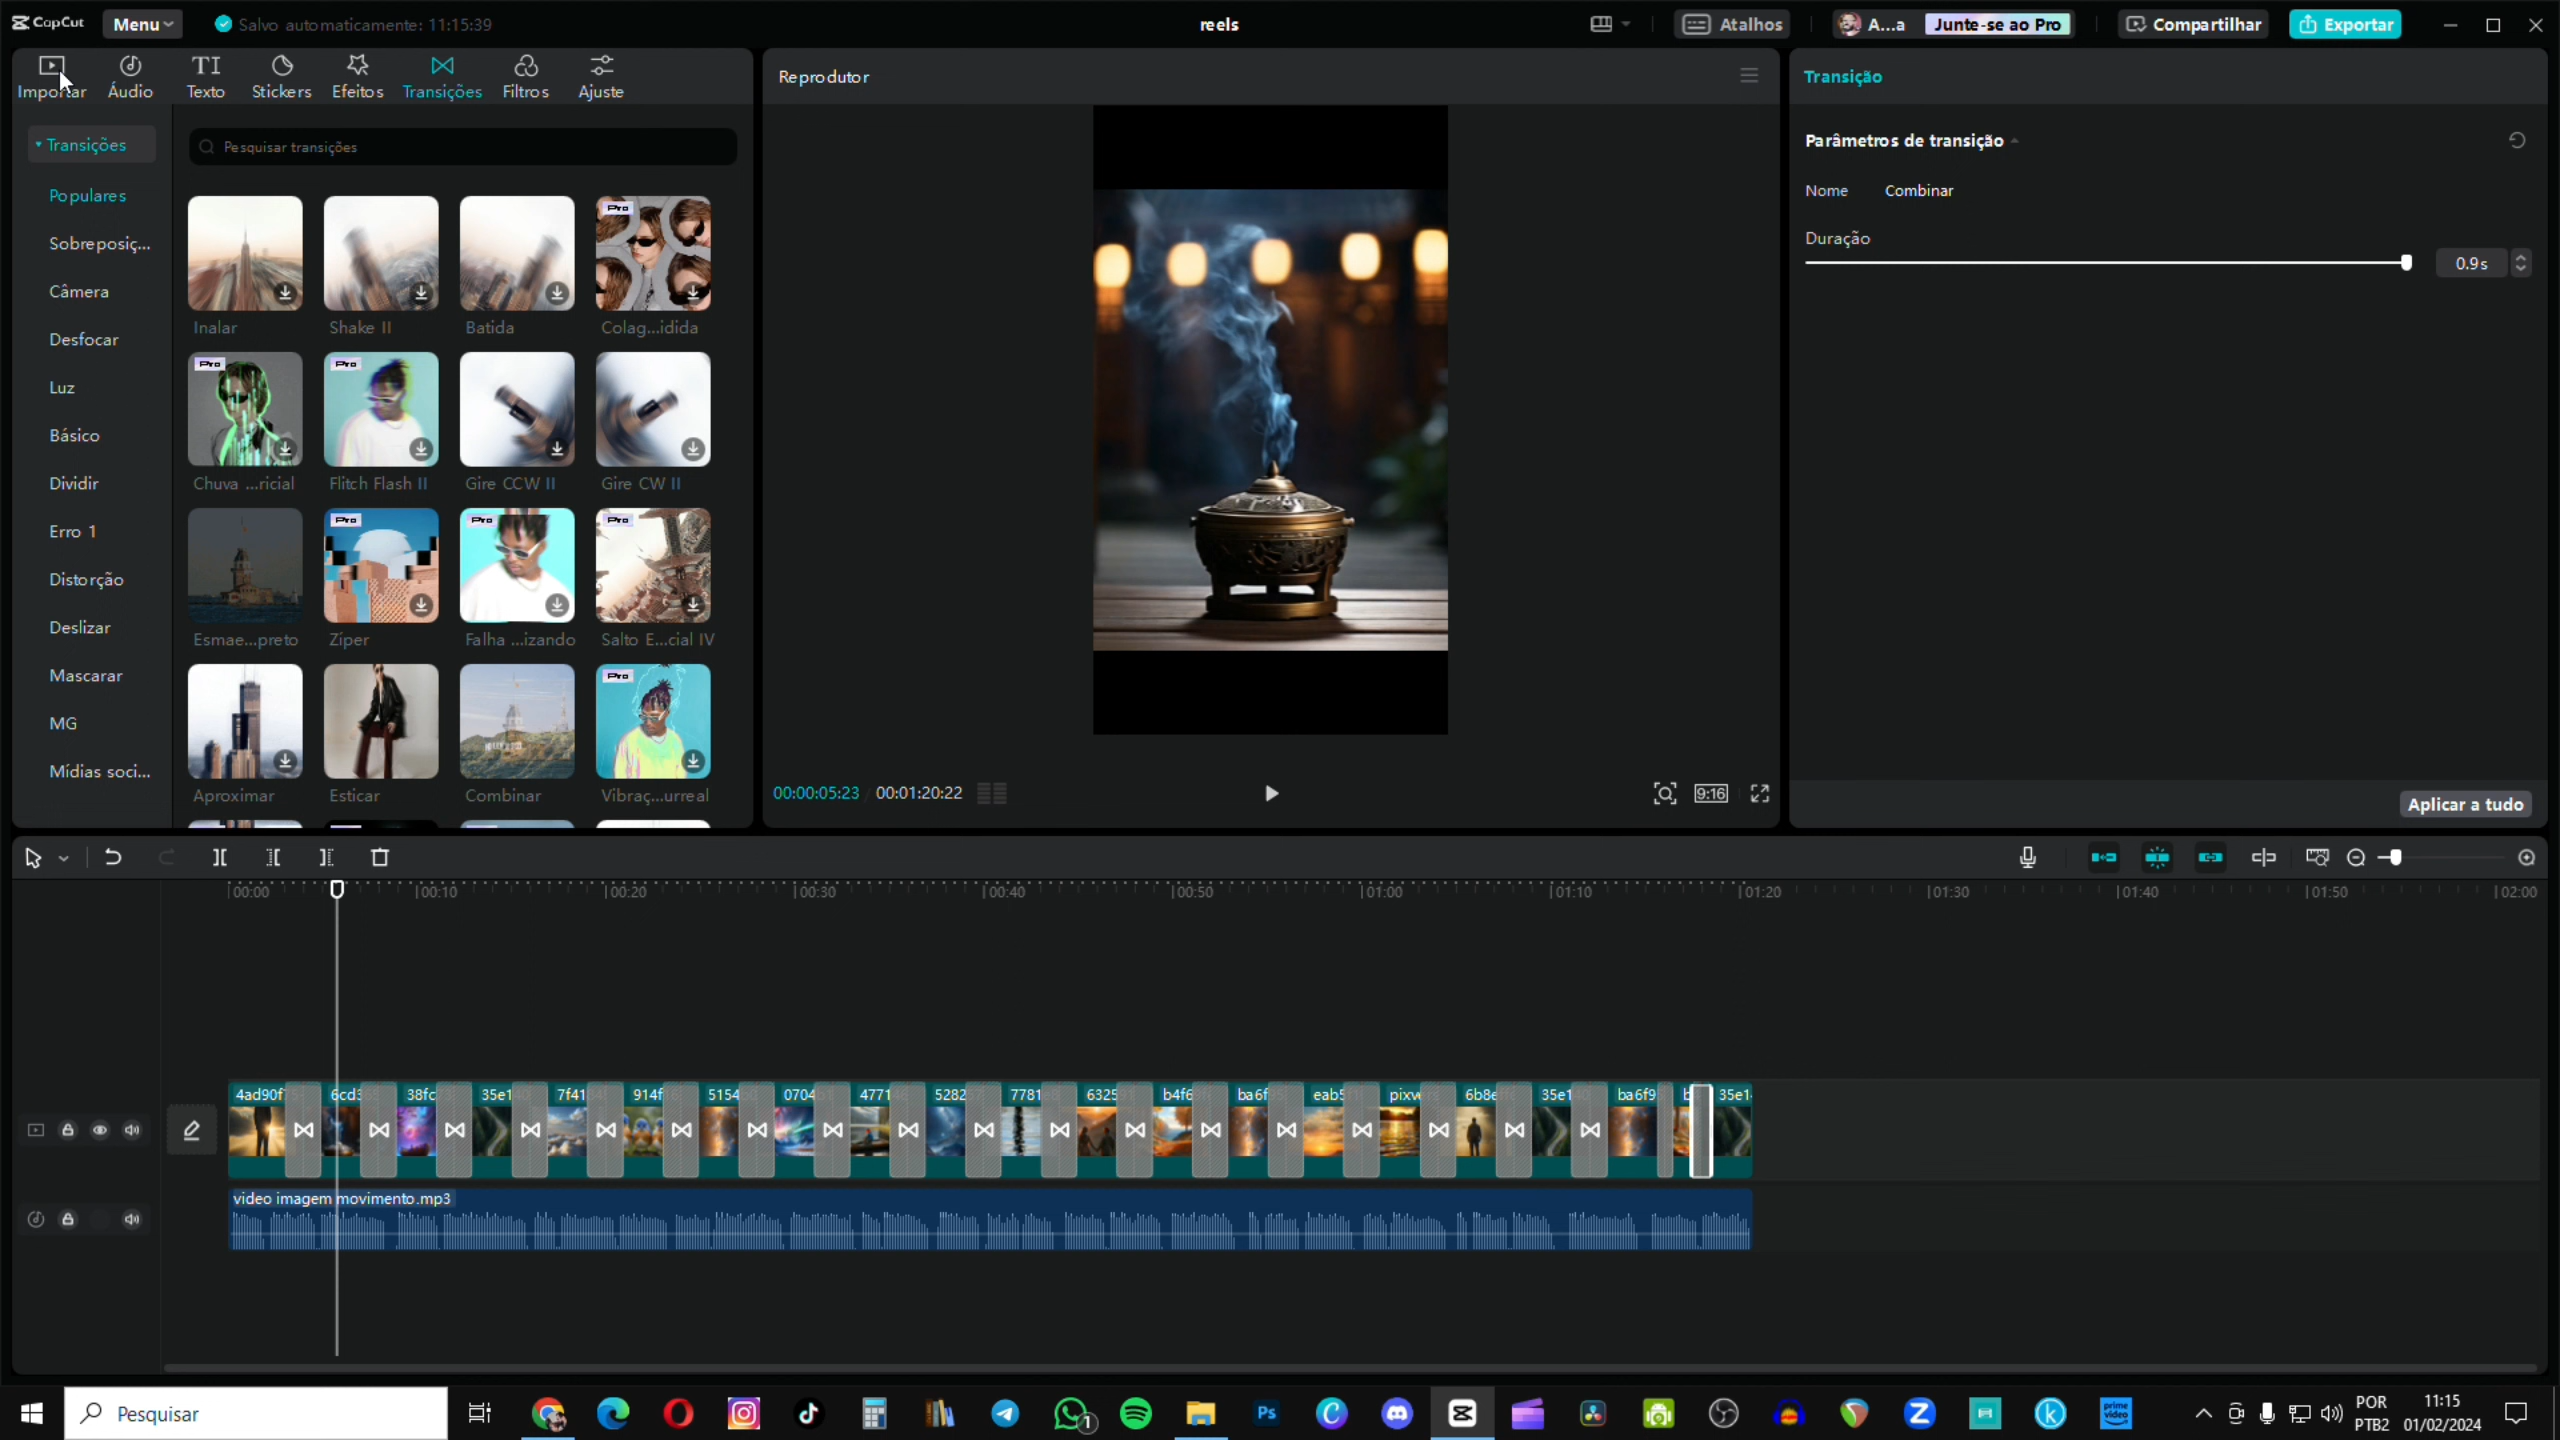 CapCut Menu Salvo automaticamente: 11:15:39 reels Atalhos A...a Junte-se ao Pro Compartilhar Exportar
Importar Áudio Texto Stickers Efeitos Transições Filtros Ajuste
Transições
Populares
Sobreposiç...
Câmera
Desfocar
Luz
Básico
Dividir
Erro 1
Distorção
Deslizar
Mascarar
MG
Mídias soci...
Pesquisar transições
Pro
Inalar Shake II Batida Colag...idida
Pro Pro
Chuva ...ricial Flitch Flash II Gire CCW II Gire CW II
Pro Pro Pro
Esmae...preto Zíper Falha ...izando Salto E...cial IV
Pro
Aproximar Esticar Combinar Vibraç...urreal
Reprodutor
00:00:05:23 00:01:20:22 9:16
Transição
Parâmetros de transição
Nome Combinar
Duração
0.9s
Aplicar a tudo
00:00 00:10 00:20 00:30 00:40 00:50 01:00 01:10 01:20 01:30 01:40 01:50 02:00
4ad90f 6cd3 38fc 35e1 7f41 914f 5154 0704 4771 5282 7781 6325 b4f6 ba6f eab5 pixv 6b8e 35e1 ba6f9 b 35e1
video imagem movimento.mp3
Pesquisar
1
Ps
prime video
POR
PTB2
11:15
01/02/2024